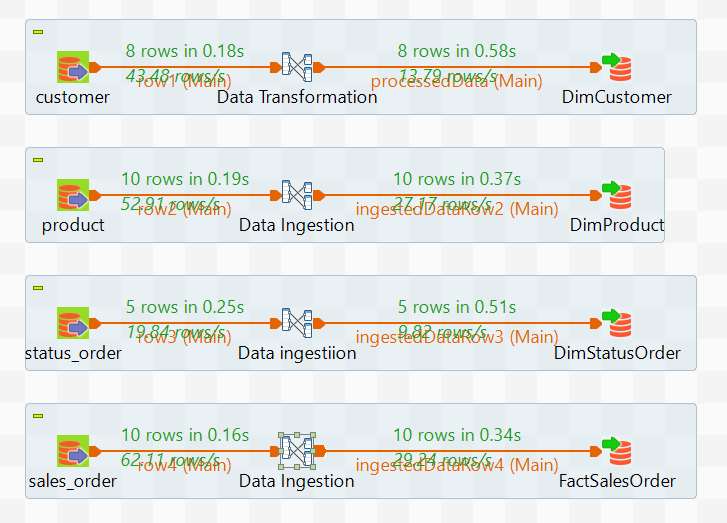 8 rows in 0.18s
8 rows in 0.58s
43.48 rows/s
13.79 rows/s
row1 (Main)
processedData (Main)
customer
Data Transformation
DimCustomer
10 rows in 0.19s
10 rows in 0.37s
52.91 rows/s
27.17 rows/s
row2 (Main)
ingestedDataRow2 (Main)
product
Data Ingestion
DimProduct
5 rows in 0.25s
5 rows in 0.51s
19.84 rows/s
9.82 rows/s
row3 (Main)
ingestedDataRow3 (Main)
status_order
Data ingestiion
DimStatusOrder
10 rows in 0.16s
10 rows in 0.34s
62.11 rows/s
29.24 rows/s
row4 (Main)
ingestedDataRow4 (Main)
sales_order
Data Ingestion
FactSalesOrder